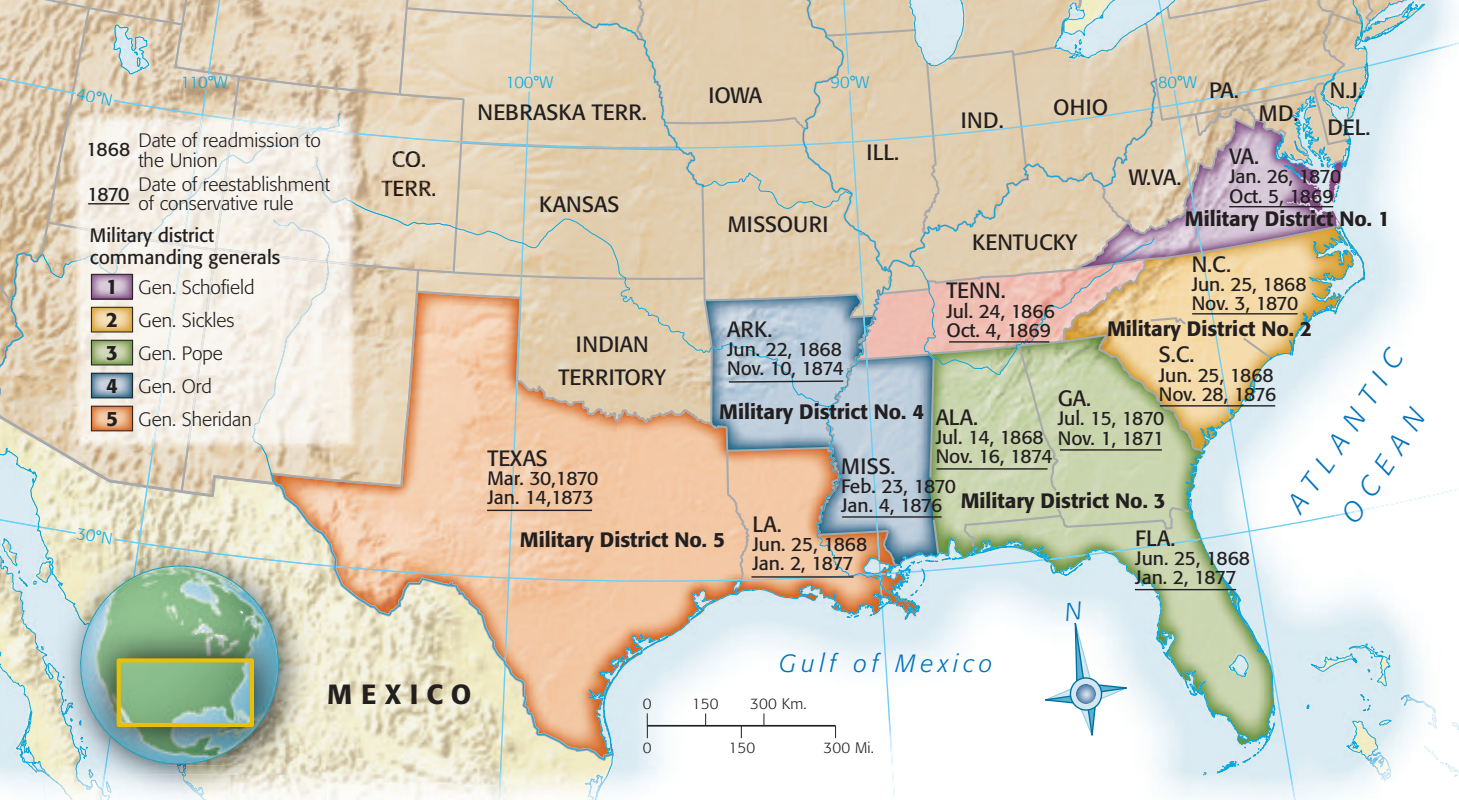 110°W
100°W
90°W
80°W
40°N
30°N
1868 Date of readmission to
the Union
1870 Date of reestablishment
of conservative rule
Military district
commanding generals
1 Gen. Schofield
2 Gen. Sickles
3 Gen. Pope
4 Gen. Ord
5 Gen. Sheridan
NEBRASKA TERR.
IOWA
ILL.
IND.
OHIO
PA.
N.J.
MD.
DEL.
CO.
TERR.
KANSAS
MISSOURI
KENTUCKY
W.VA.
VA.
Jan. 26, 1870
Oct. 5, 1869
Military District No. 1
N.C.
Jun. 25, 1868
Nov. 3, 1870
Military District No. 2
S.C.
Jun. 25, 1868
Nov. 28, 1876
TENN.
Jul. 24, 1866
Oct. 4, 1869
INDIAN
TERRITORY
ARK.
Jun. 22, 1868
Nov. 10, 1874
Military District No. 4
MISS.
Feb. 23, 1870
Jan. 4, 1876
ALA.
Jul. 14, 1868
Nov. 16, 1874
GA.
Jul. 15, 1870
Nov. 1, 1871
Military District No. 3
FLA.
Jun. 25, 1868
Jan. 2, 1877
TEXAS
Mar. 30,1870
Jan. 14,1873
Military District No. 5
LA.
Jun. 25, 1868
Jan. 2, 1877
ATLANTIC
OCEAN
Gulf of Mexico
MEXICO
N
0 150 300 Km.
0 150 300 Mi.